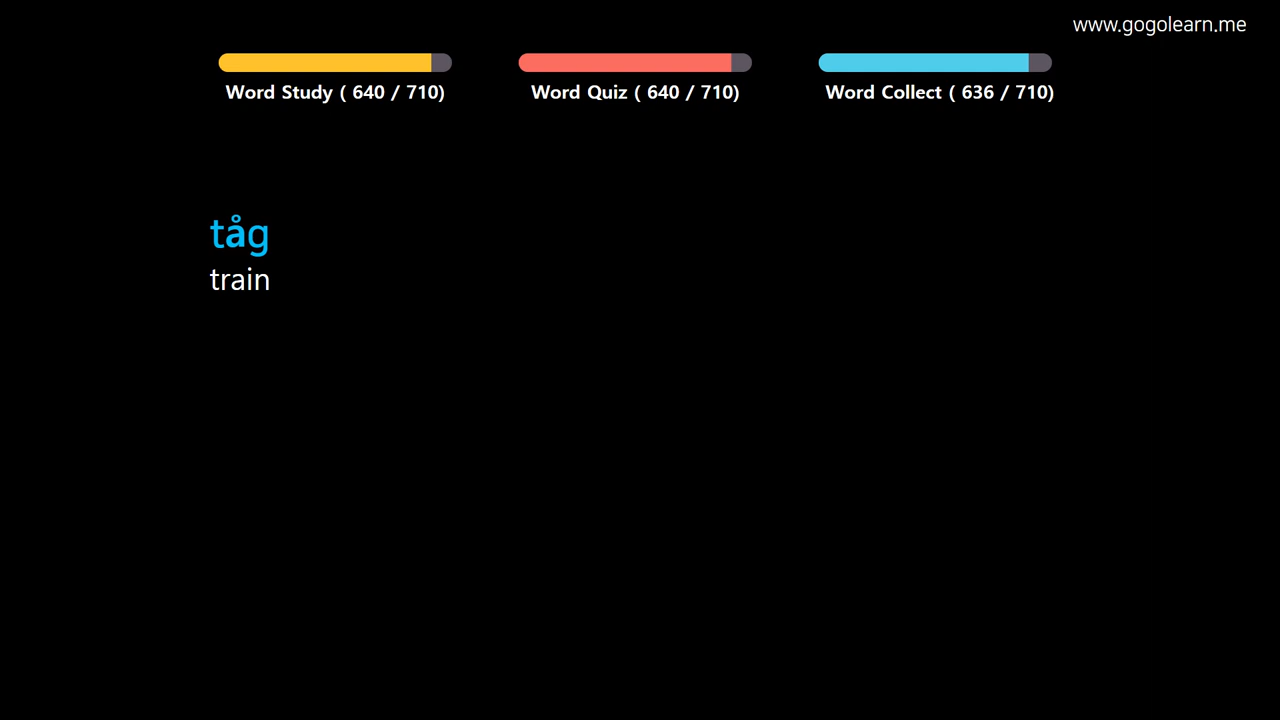 www.gogolearn.me
Word Study ( 640 / 710)
Word Quiz ( 640 / 710)
Word Collect ( 636 / 710)
tåg
train